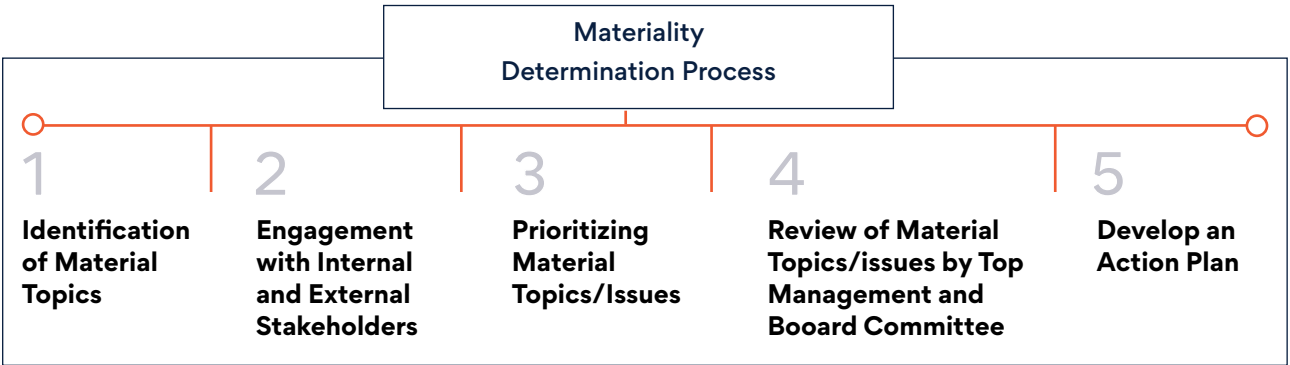 Materiality
Determination Process
1
Identification
of Material
Topics
2
Engagement
with Internal
and External
Stakeholders
3
Prioritizing
Material
Topics/Issues
4
Review of Material
Topics/issues by Top
Management and
Booard Committee
5
Develop an
Action Plan